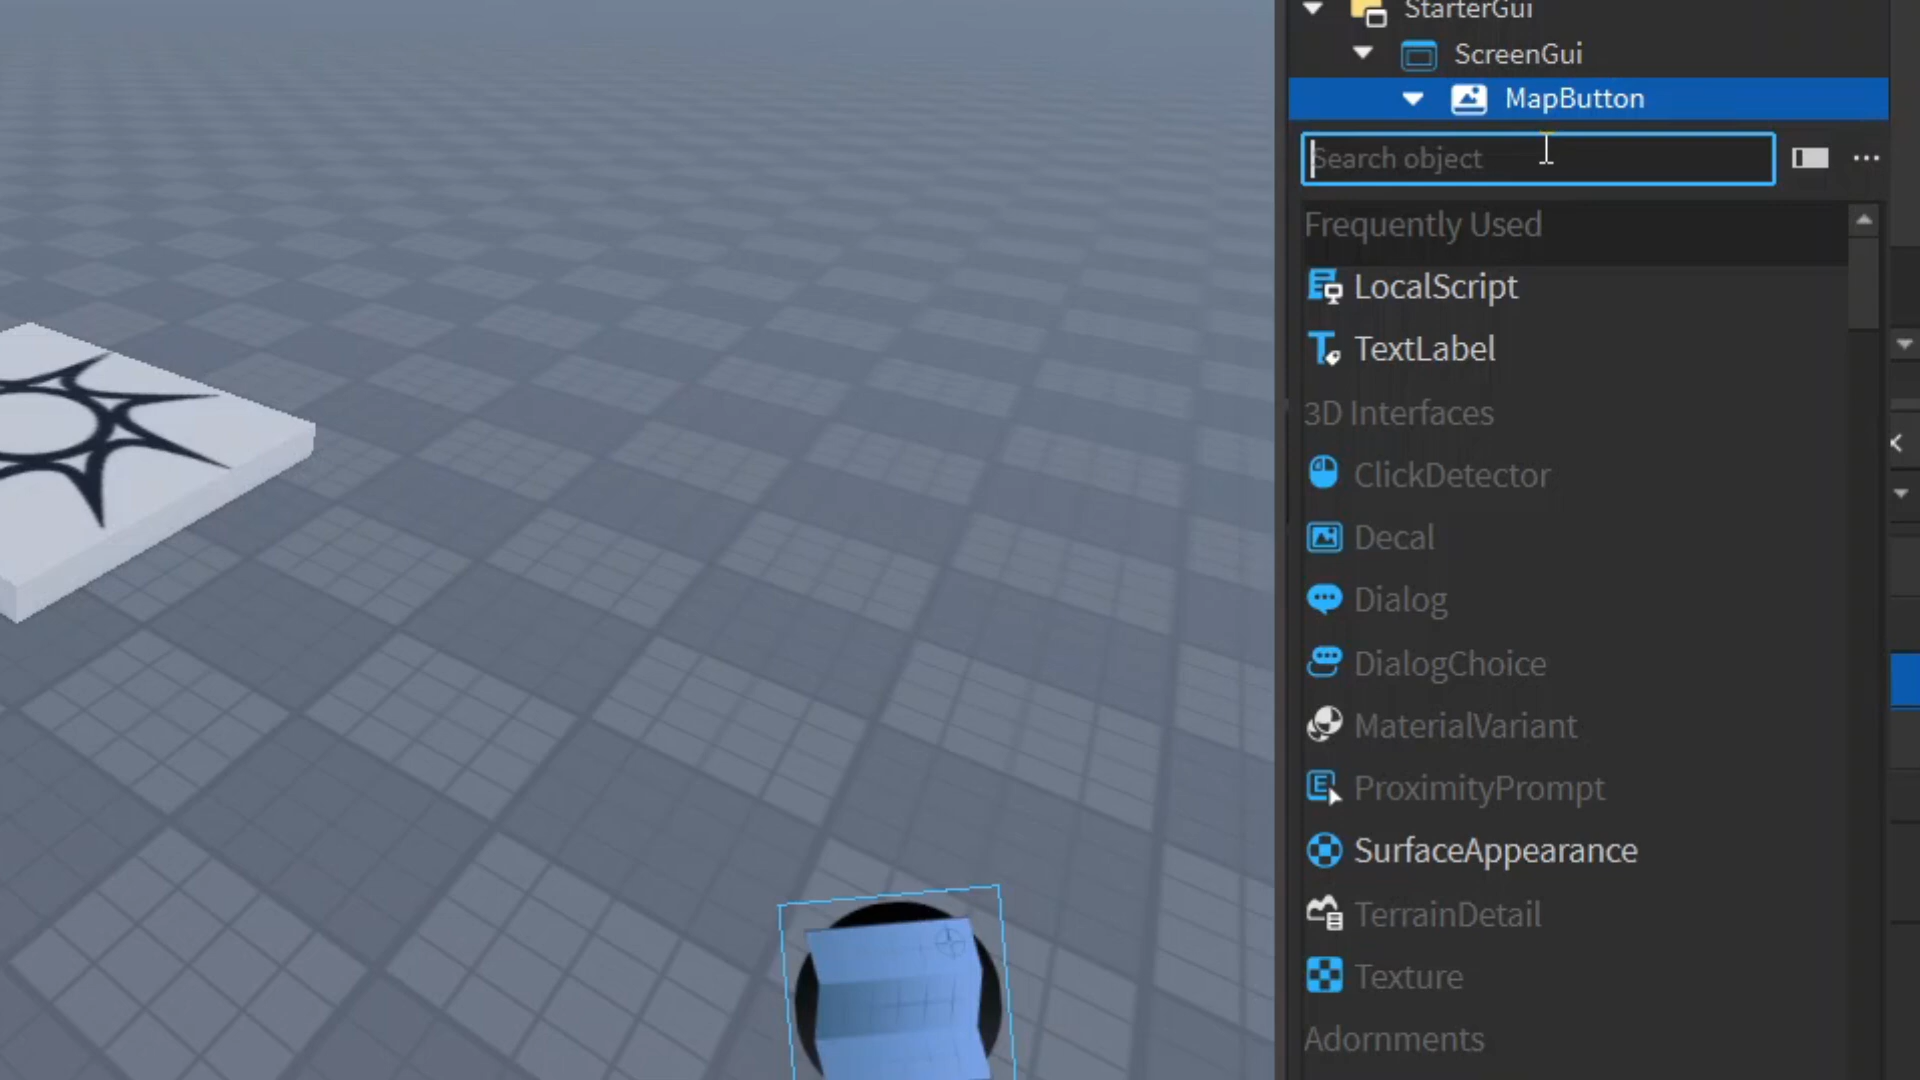 StarterGui
ScreenGui
MapButton
Search object
Frequently Used
LocalScript
TextLabel
3D Interfaces
ClickDetector
Decal
Dialog
DialogChoice
MaterialVariant
ProximityPrompt
SurfaceAppearance
TerrainDetail
Texture
Adornments